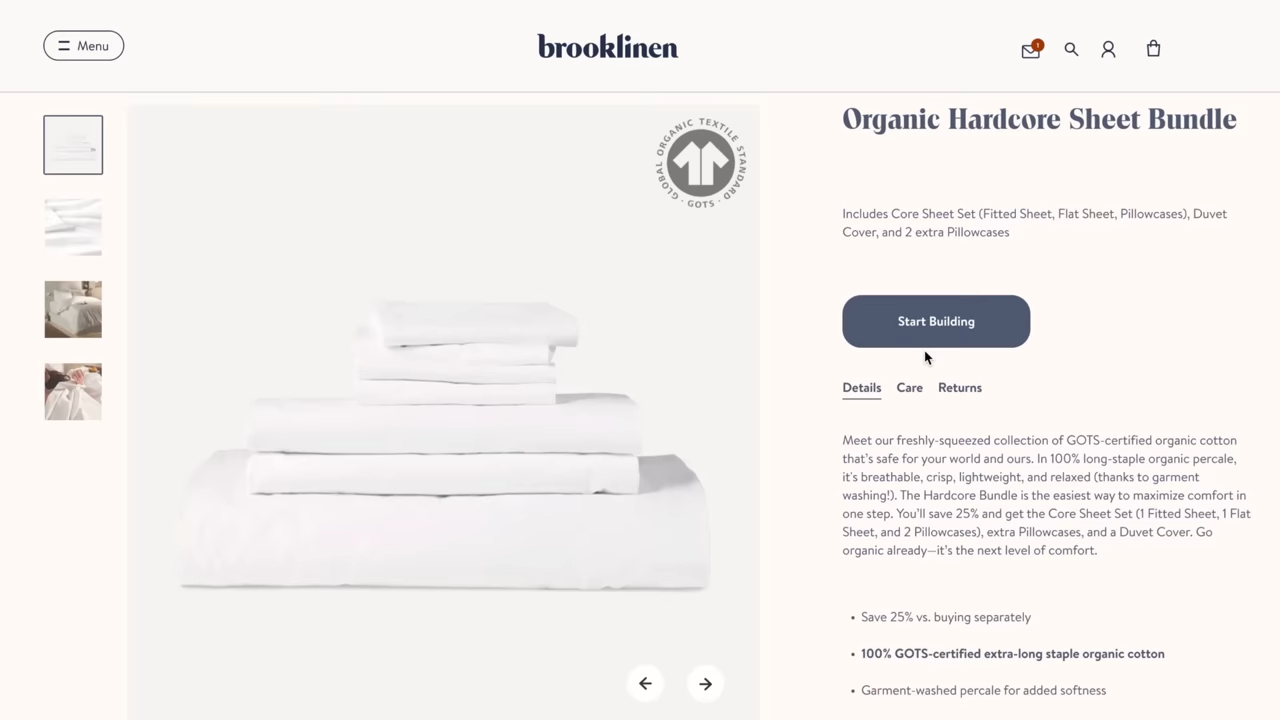 Menu
brooklinen
1
Organic Hardcore Sheet Bundle
GLOBAL ORGANIC TEXTILE STANDARD · GOTS ·
Includes Core Sheet Set (Fitted Sheet, Flat Sheet, Pillowcases), Duvet
Cover, and 2 extra Pillowcases
Start Building
Details Care Returns
Meet our freshly-squeezed collection of GOTS-certified organic cotton
that's safe for your world and ours. In 100% long-staple organic percale,
it's breathable, crisp, lightweight, and relaxed (thanks to garment
washing!). The Hardcore Bundle is the easiest way to maximize comfort in
one step. You'll save 25% and get the Core Sheet Set (1 Fitted Sheet, 1 Flat
Sheet, and 2 Pillowcases), extra Pillowcases, and a Duvet Cover. Go
organic already—it's the next level of comfort.
• Save 25% vs. buying separately
• 100% GOTS-certified extra-long staple organic cotton
• Garment-washed percale for added softness